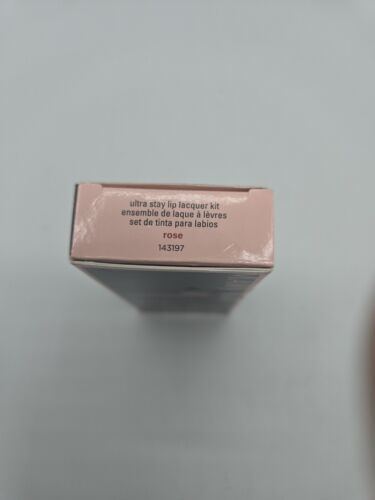 ultra stay lip lacquer kit
ensemble de laque à lèvres
set de tinta para labios
rose
143197